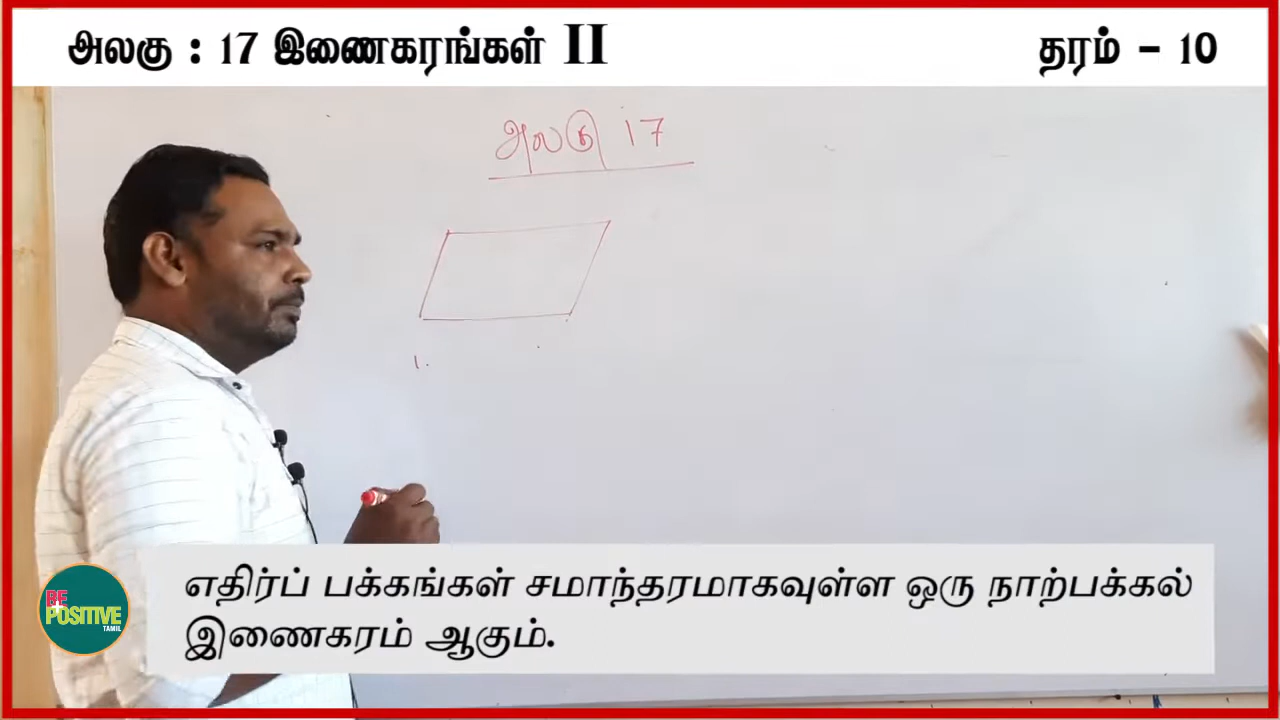 அலகு : 17 இணைகரங்கள் II
தரம் - 10
அலகு 17
1.
எதிர்ப் பக்கங்கள் சமாந்தரமாகவுள்ள ஒரு நாற்பக்கல்
இணைகரம் ஆகும்.
BE
POSITIVE
TAMIL